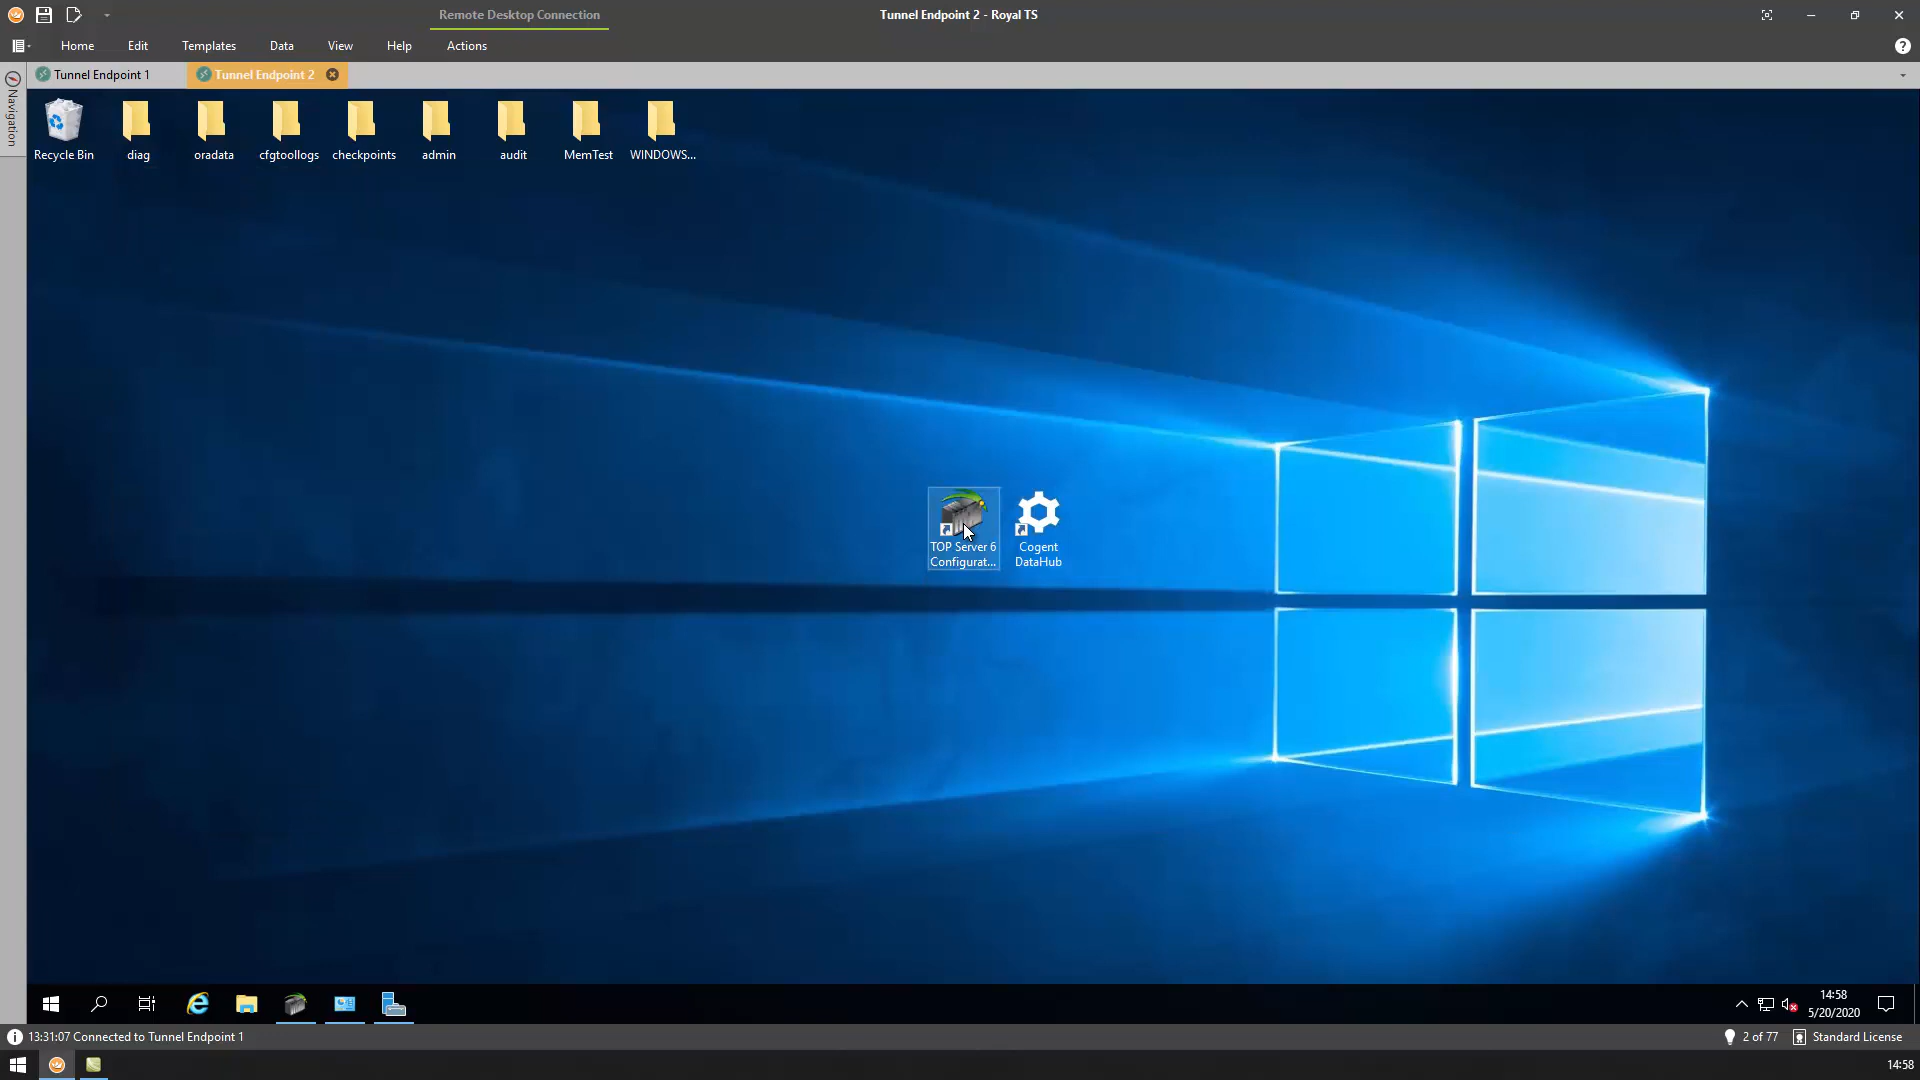 Remote Desktop Connection
Tunnel Endpoint 2 - Royal TS
Home
Edit
Templates
Data
View
Help
Actions
Tunnel Endpoint 1
Tunnel Endpoint 2
Navigation
Recycle Bin
diag
oradata
cfgtoollogs
checkpoints
admin
audit
MemTest
WINDOWS...
TOP Server 6
Configurat...
Cogent
DataHub
14:58
5/20/2020
13:31:07 Connected to Tunnel Endpoint 1
2 of 77
Standard License
14:58